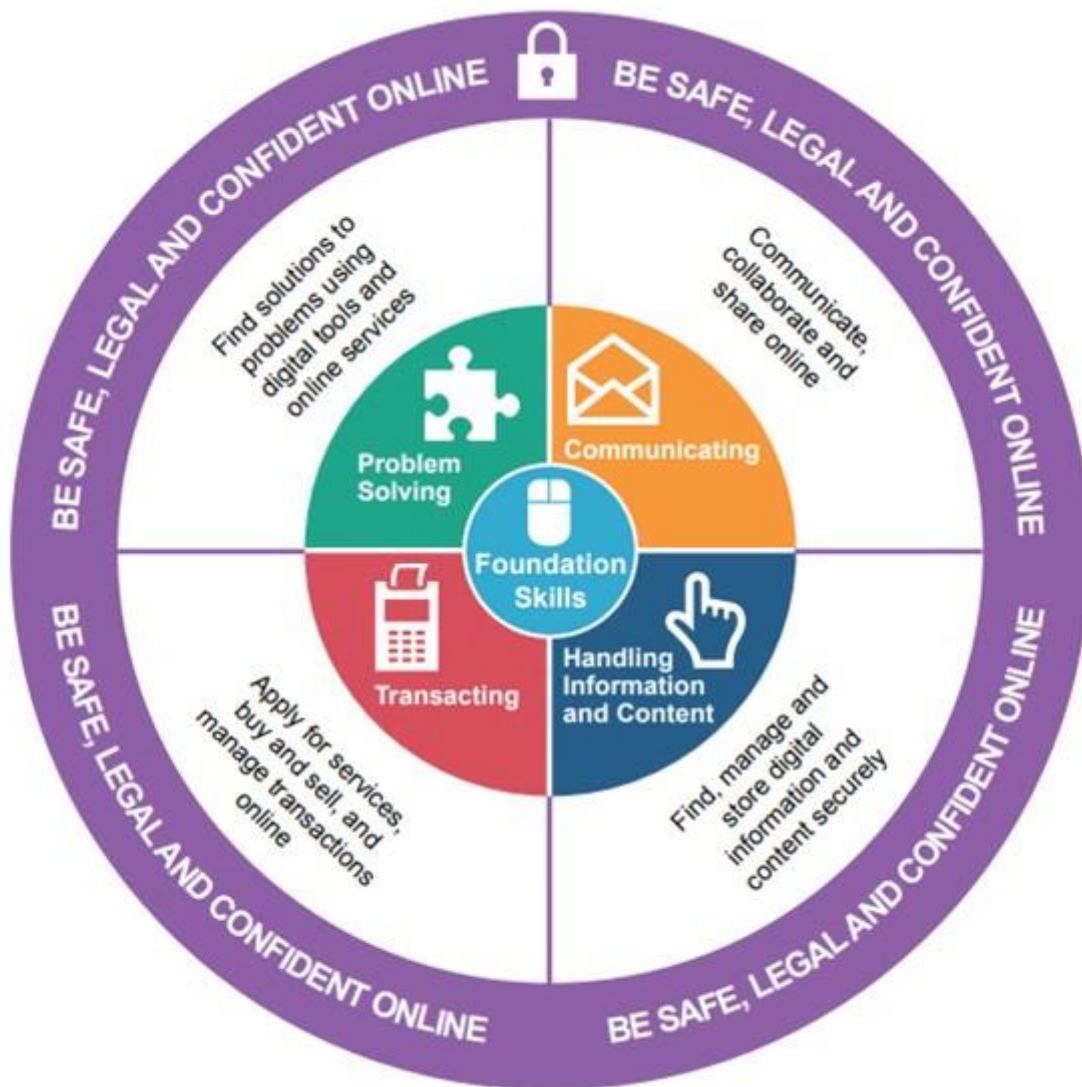 BE SAFE, LEGAL AND CONFIDENT ONLINE
BE SAFE, LEGAL AND CONFIDENT ONLINE
Find solutions to
problems using
digital tools and
online services
Communicate,
collaborate and
share online
Problem
Solving
Communicating
Foundation
Skills
Transacting
Handling
Information
and Content
Apply for services,
buy and sell, and
manage transactions
online
Find, manage and
store digital
information and
content securely
BE SAFE, LEGAL AND CONFIDENT ONLINE
BE SAFE, LEGAL AND CONFIDENT ONLINE